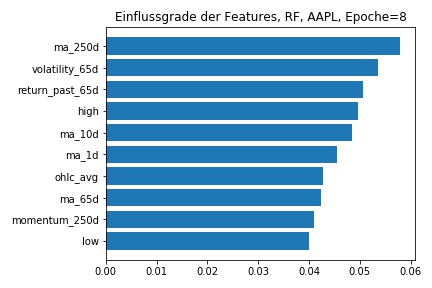 Einflussgrade der Features, RF, AAPL, Epoche=8
ma_250d
volatility_65d
return_past_65d
high
ma_10d
ma_1d
ohlc_avg
ma_65d
momentum_250d
low
0.00 0.01 0.02 0.03 0.04 0.05 0.06